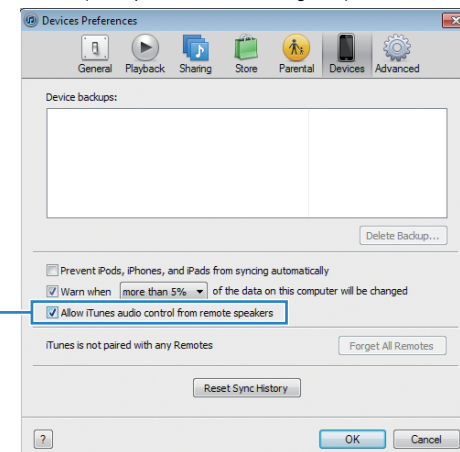 Devices Preferences
General Playback Sharing Store Parental Devices Advanced
Device backups:
Delete Backup...
Prevent iPods, iPhones, and iPads from syncing automatically
Warn when more than 5% of the data on this computer will be changed
Allow iTunes audio control from remote speakers
iTunes is not paired with any Remotes Forget All Remotes
Reset Sync History
? OK Cancel